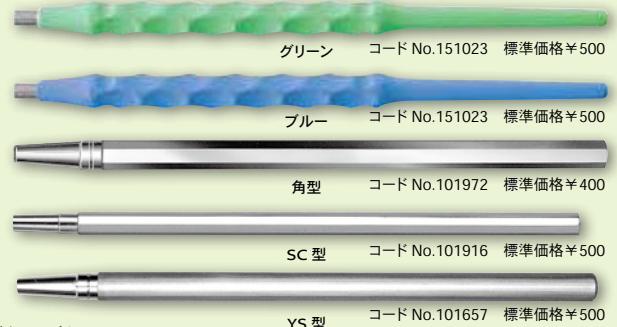 グリーン コード No.151023 標準価格¥500
ブルー コード No.151023 標準価格¥500
角型 コード No.101972 標準価格¥400
SC 型 コード No.101916 標準価格¥500
YS 型 コード No.101657 標準価格¥500